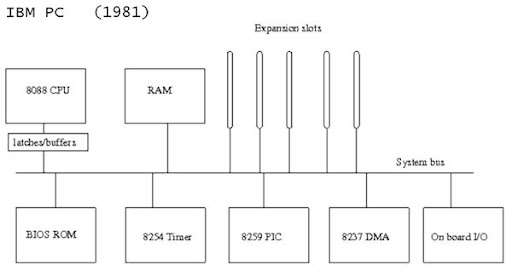 IBM PC (1981)
Expansion slots
8088 CPU
RAM
latches/buffers
System bus
BIOS ROM
8254 Timer
8259 PIC
8237 DMA
On board I/O